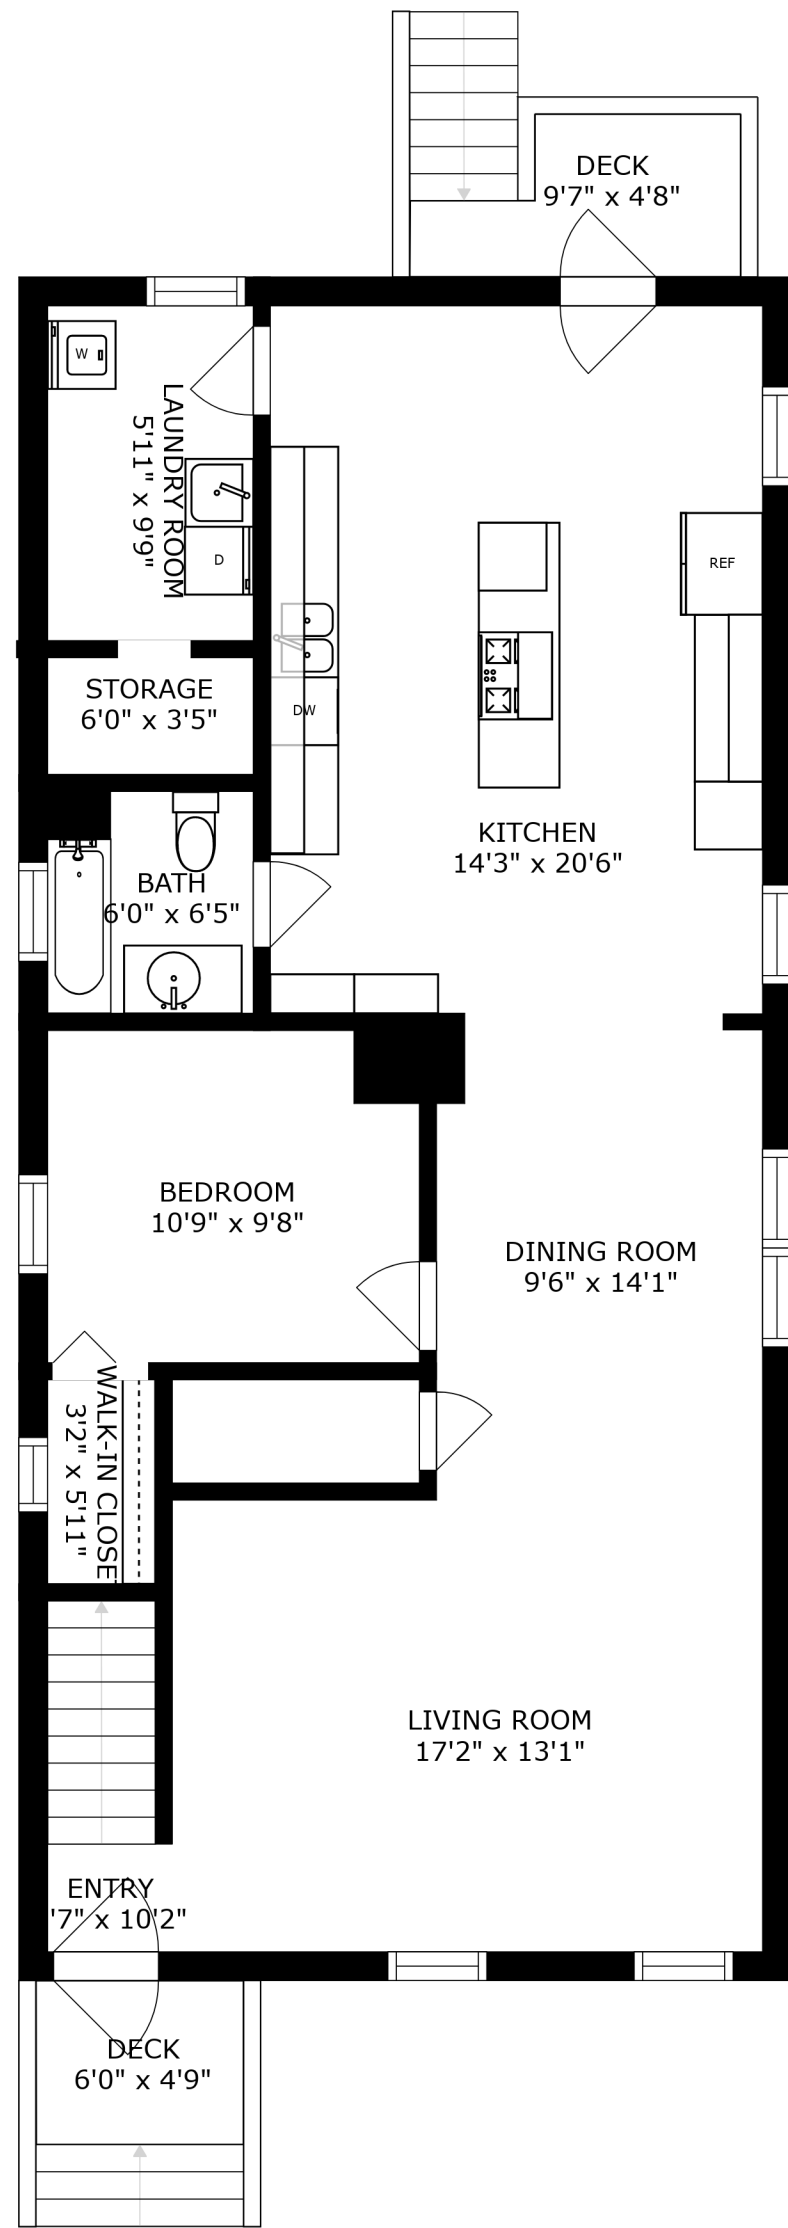 DECK
9'7" x 4'8"
W
LAUNDRY ROOM
5'11" x 9'9"
D
REF
STORAGE
6'0" x 3'5"
DW
KITCHEN
14'3" x 20'6"
BATH
6'0" x 6'5"
BEDROOM
10'9" x 9'8"
DINING ROOM
9'6" x 14'1"
WALK-IN CLOSE
3'2" x 5'11"
LIVING ROOM
17'2" x 13'1"
ENTRY
'7" x 10'2"
DECK
6'0" x 4'9"